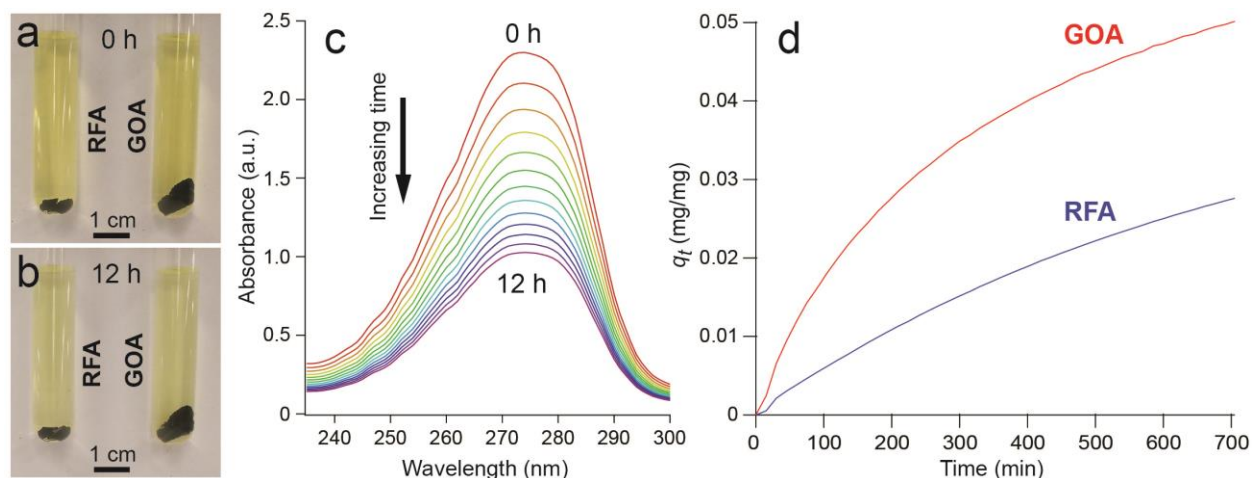 a
0 h
RFA
GOA
1 cm
b
12 h
RFA
GOA
1 cm
c
Absorbance (a.u.)
2.5
2.0
1.5
1.0
0.5
0
Increasing time
0 h
12 h
240 250 260 270 280 290 300
Wavelength (nm)
d
qt (mg/mg)
0.05
0.04
0.03
0.02
0.01
0.00
GOA
RFA
0 100 200 300 400 500 600 700
Time (min)